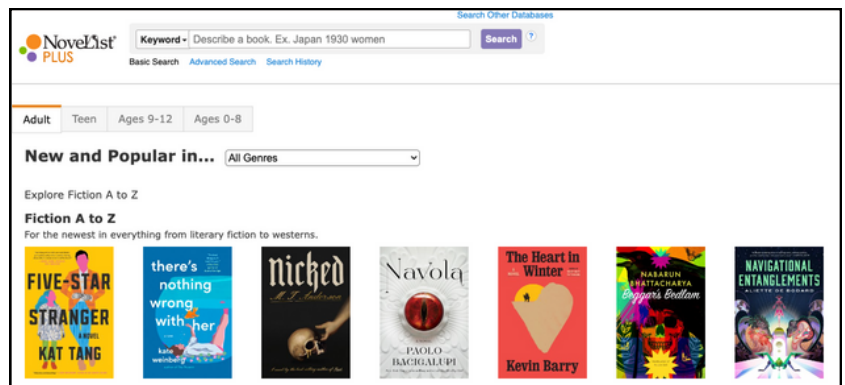 Search Other Databases
NoveList
PLUS
Keyword
Describe a book. Ex. Japan 1930 women
Search
?
Basic Search Advanced Search Search History
Adult Teen Ages 9-12 Ages 0-8
New and Popular in... All Genres
Explore Fiction A to Z
Fiction A to Z
For the newest in everything from literary fiction to westerns.
FIVE-STAR
STRANGER
A NOVEL
KAT TANG
there's
nothing
wrong
with her
kate
weinberg
nicked
M. T. Anderson
Navola
PAOLO
BACIGALUPI
The Heart in
Winter
Kevin Barry
NABARUN
BHATTACHARYA
Beggar's Bedlam
NAVIGATIONAL
ENTANGLEMENTS
ALIETTE DE BODARD